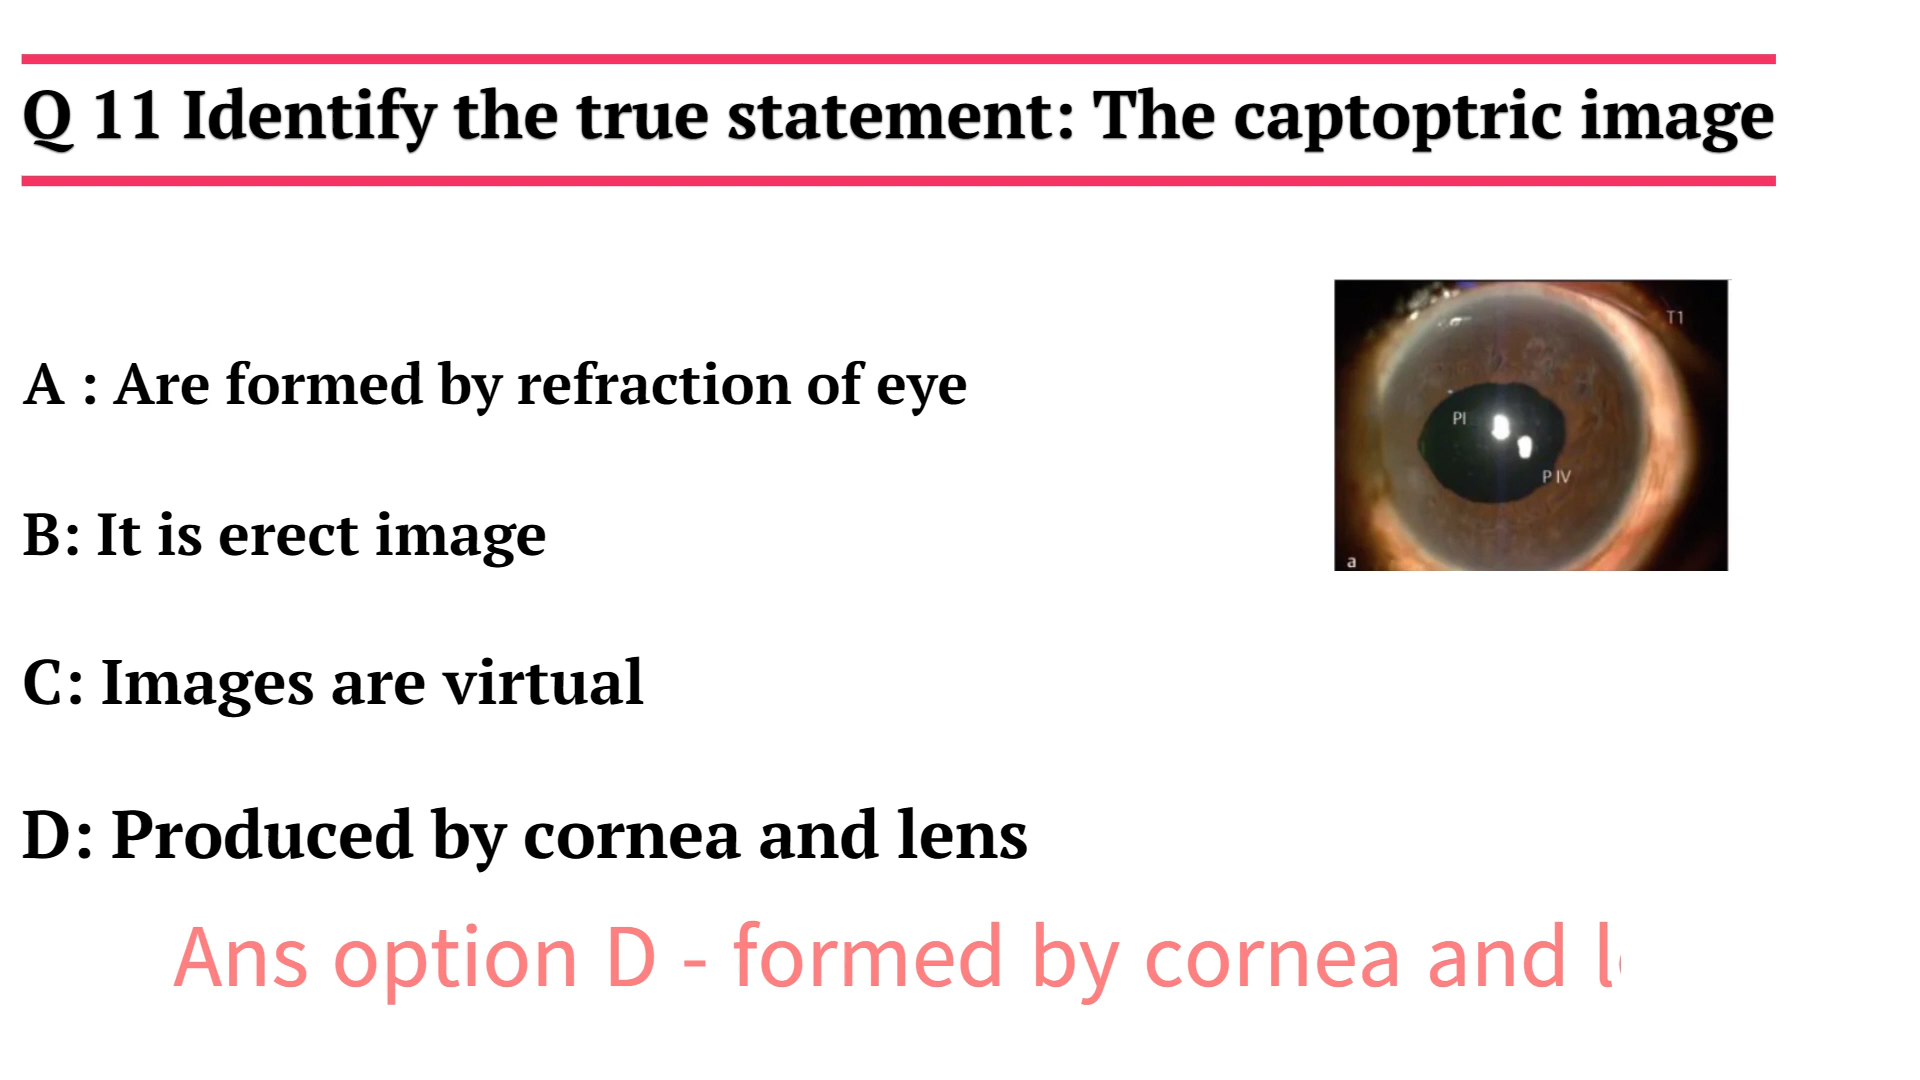 Q 11 Identify the true statement: The captoptric image
A : Are formed by refraction of eye
T1
PI
P IV
a
B: It is erect image
C: Images are virtual
D: Produced by cornea and lens
Ans option D - formed by cornea and